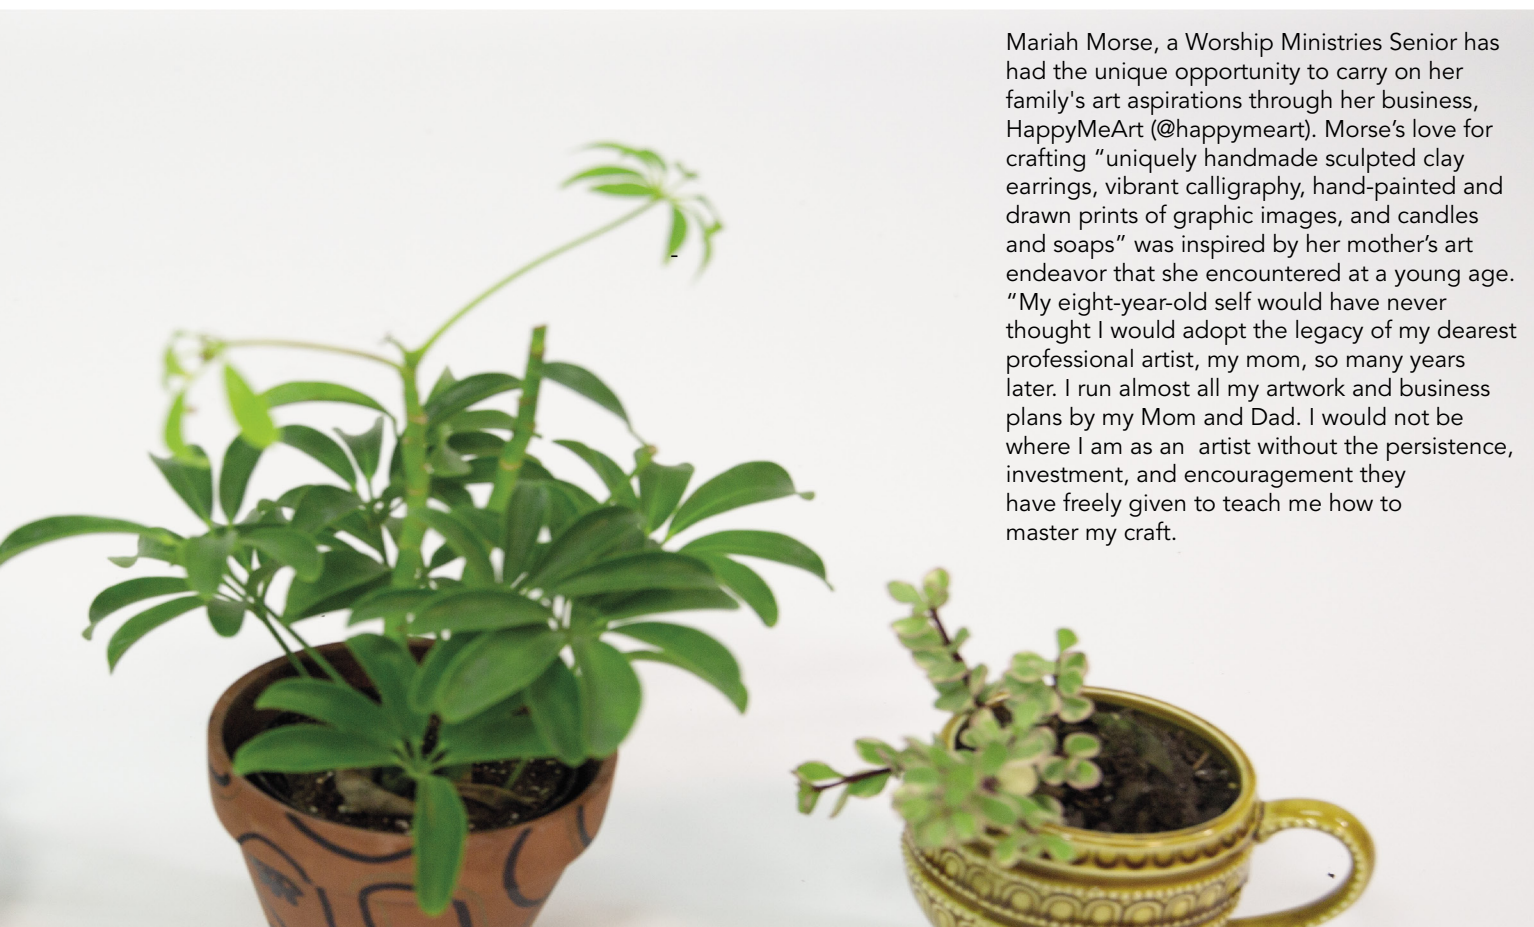 Mariah Morse, a Worship Ministries Senior has
had the unique opportunity to carry on her
family's art aspirations through her business,
HappyMeArt (@happymeart). Morse’s love for
crafting “uniquely handmade sculpted clay
earrings, vibrant calligraphy, hand-painted and
drawn prints of graphic images, and candles
and soaps” was inspired by her mother’s art
endeavor that she encountered at a young age.
“My eight-year-old self would have never
thought I would adopt the legacy of my dearest
professional artist, my mom, so many years
later. I run almost all my artwork and business
plans by my Mom and Dad. I would not be
where I am as an  artist without the persistence,
investment, and encouragement they
have freely given to teach me how to
master my craft.